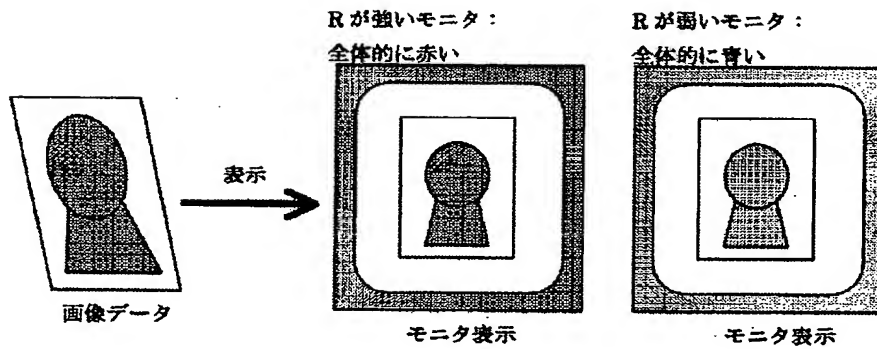 Rが強いモニタ：
全体的に赤い
Rが弱いモニタ：
全体的に青い
表示
画像データ
モニタ表示
モニタ表示